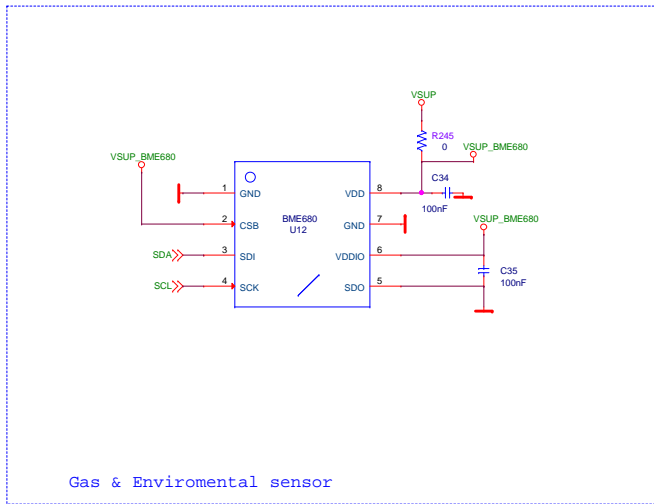 VSUP
R245
0
VSUP_BME680
VSUP_BME680
C34
1
GND
VDD
8
100nF
VSUP_BME680
2
CSB
BME680
U12
GND
7
SDA
3
SDI
VDDIO
6
C35
100nF
SCL
4
SCK
SDO
5
Gas & Enviromental sensor